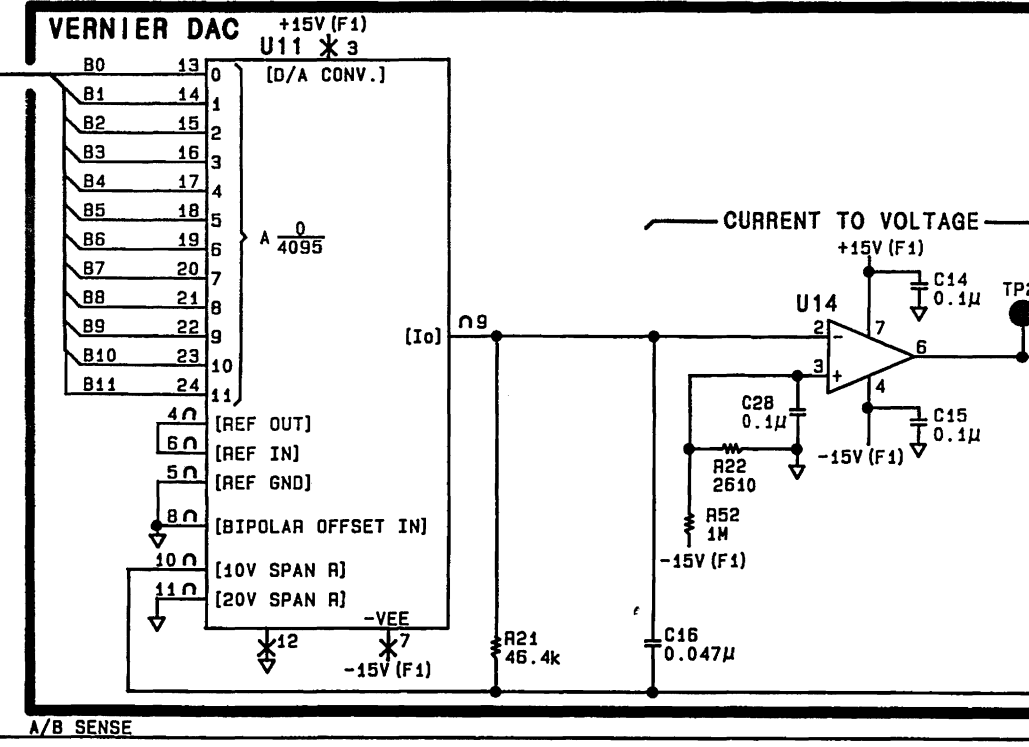 VERNIER DAC
+15V(F1)
U11
3
[D/A CONV.]
B0 13 0
B1 14 1
B2 15 2
B3 16 3
B4 17 4
B5 18 5
B6 19 6
B7 20 7
B8 21 8
B9 22 9
B10 23 10
B11 24 11
A 0
4095
[Io] 9
4 [REF OUT]
6 [REF IN]
5 [REF GND]
8 [BIPOLAR OFFSET IN]
10 [10V SPAN R]
11 [20V SPAN R]
-VEE
12
7
-15V(F1)
CURRENT TO VOLTAGE
+15V(F1)
C14
0.1µ
TP2
U14
2
-
7
6
3
+
4
C28
0.1µ
C15
0.1µ
-15V(F1)
R22
2610
R52
1M
-15V(F1)
R21
46.4k
C16
0.047µ
A/B SENSE